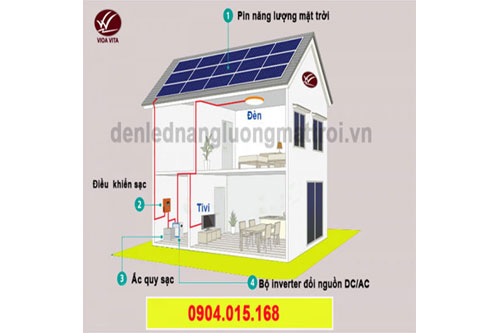 VIOA VITA
1 Pin năng lượng mặt trời
Đèn
denlednangluongmattroi.vn
Điều khiển sạc
2
Tivi
3
Ắc quy sạc
4 Bộ inverter đổi nguồn DC/AC
0904.015.168